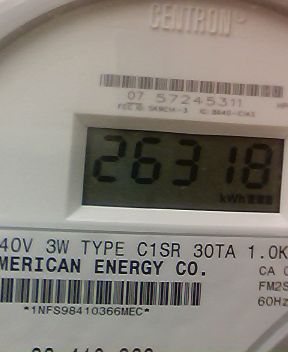 CENTRON®
07 57245311
26318
kWh
40V 3W TYPE C1SR 30TA 1.0K
MERICAN ENERGY CO.
CA 0
FM2S
60Hz
*1NFS98410366MEC*